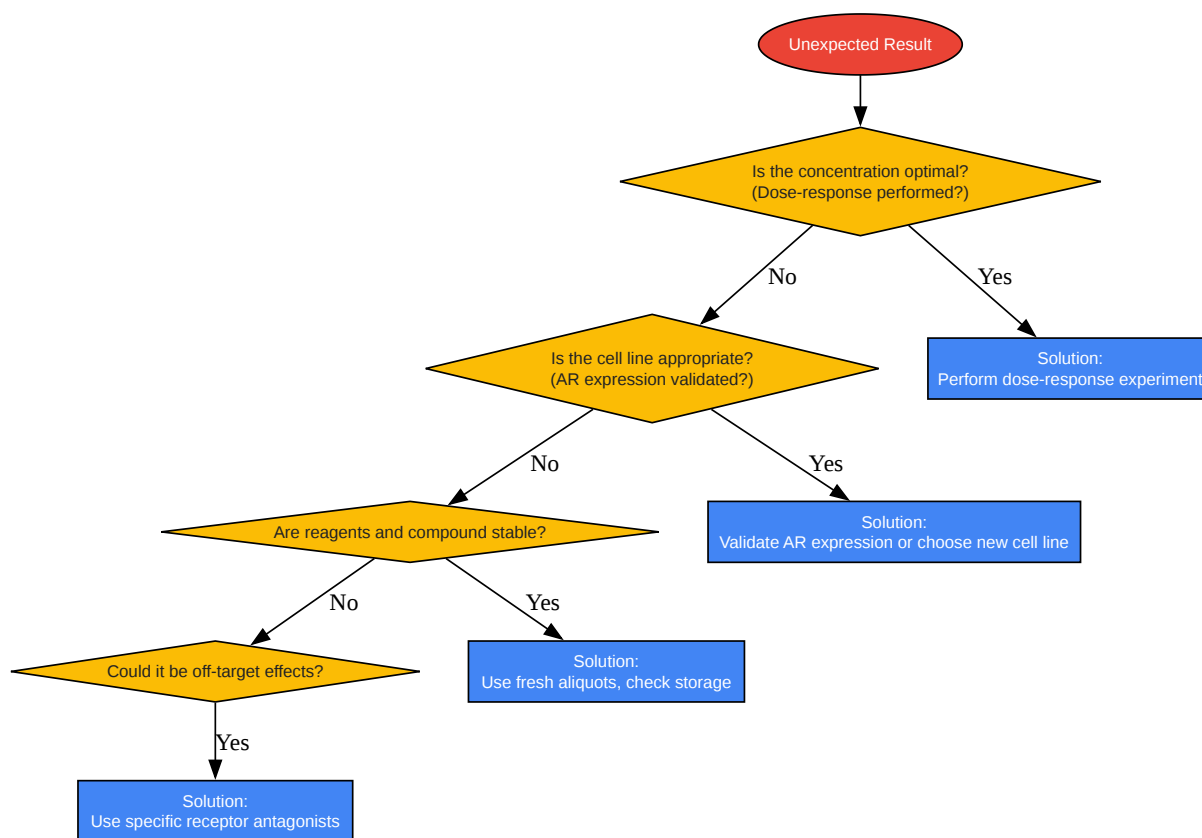 Unexpected Result
Is the concentration optimal?
(Dose-response performed?)
No
Yes
Is the cell line appropriate?
(AR expression validated?)
Solution:
Perform dose-response experiment
No
Yes
Are reagents and compound stable?
Solution:
Validate AR expression or choose new cell line
No
Yes
Could it be off-target effects?
Solution:
Use fresh aliquots, check storage
Yes
Solution:
Use specific receptor antagonists